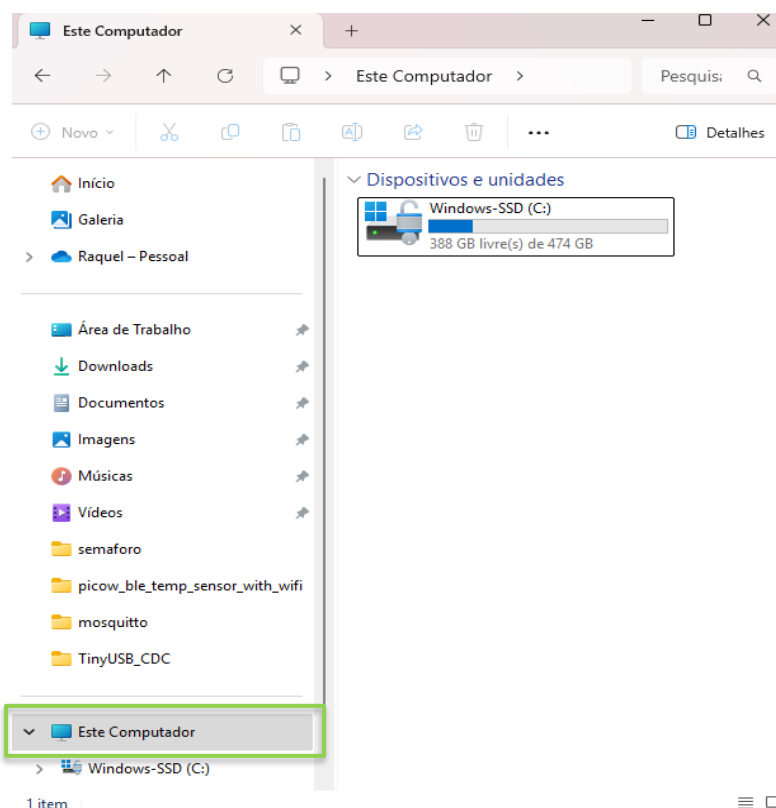 Este Computador
Este Computador
Pesquis
Novo
Detalhes
Início
Galeria
Raquel – Pessoal
Área de Trabalho
Downloads
Documentos
Imagens
Músicas
Vídeos
semaforo
picow_ble_temp_sensor_with_wifi
mosquitto
TinyUSB_CDC
Este Computador
Windows-SSD (C:)
1 item
Dispositivos e unidades
Windows-SSD (C:)
388 GB livre(s) de 474 GB